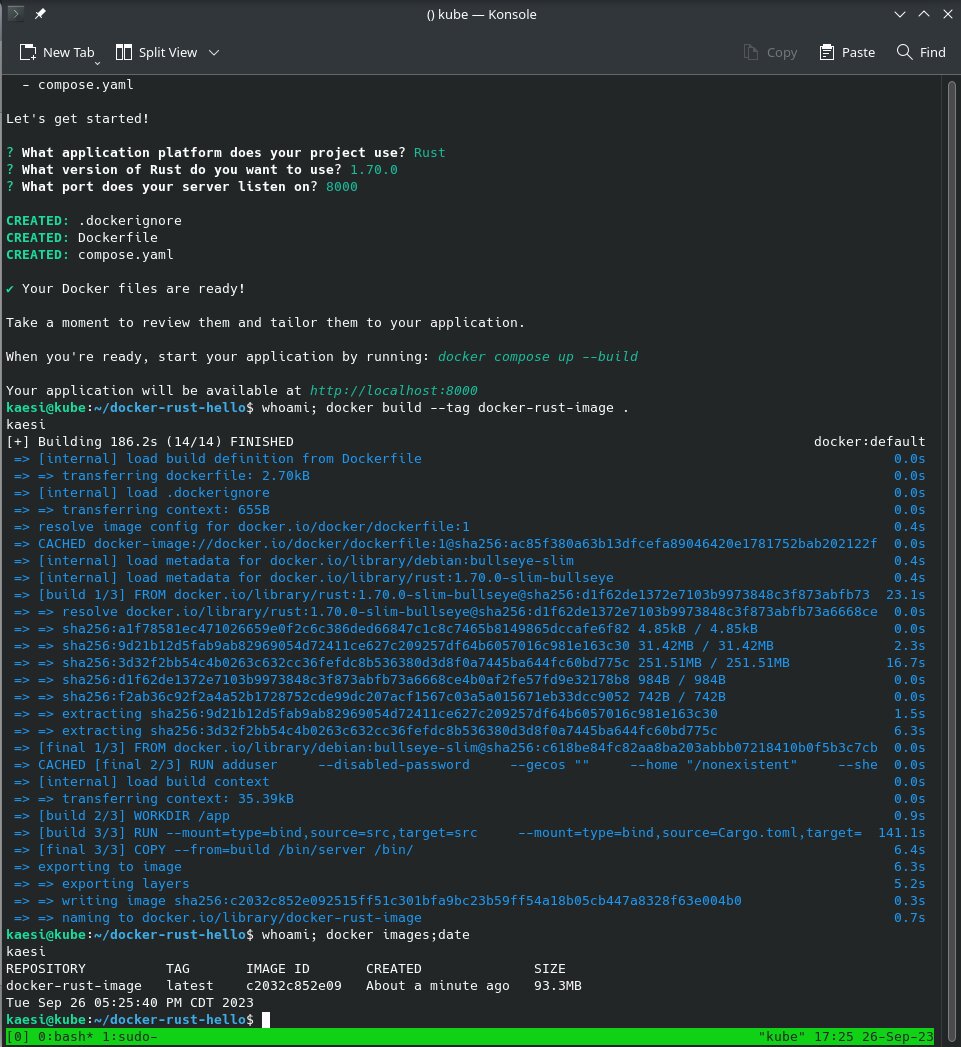 () kube — Konsole
New Tab Split View Copy Paste Find
- compose.yaml
Let's get started!
? What application platform does your project use? Rust
? What version of Rust do you want to use? 1.70.0
? What port does your server listen on? 8000
CREATED: .dockerignore
CREATED: Dockerfile
CREATED: compose.yaml
✔ Your Docker files are ready!
Take a moment to review them and tailor them to your application.
When you're ready, start your application by running: docker compose up --build
Your application will be available at http://localhost:8000
kaesi@kube:~/docker-rust-hello$ whoami; docker build --tag docker-rust-image .
kaesi
[+] Building 186.2s (14/14) FINISHED docker:default
=> [internal] load build definition from Dockerfile 0.0s
=> => transferring dockerfile: 2.70kB 0.0s
=> [internal] load .dockerignore 0.0s
=> => transferring context: 655B 0.0s
=> resolve image config for docker.io/docker/dockerfile:1 0.4s
=> CACHED docker-image://docker.io/docker/dockerfile:1@sha256:ac85f380a63b13dfcefa89046420e1781752bab202122f 0.0s
=> [internal] load metadata for docker.io/library/debian:bullseye-slim 0.4s
=> [internal] load metadata for docker.io/library/rust:1.70.0-slim-bullseye 0.4s
=> [build 1/3] FROM docker.io/library/rust:1.70.0-slim-bullseye@sha256:d1f62de1372e7103b9973848c3f873abfb73 23.1s
=> => resolve docker.io/library/rust:1.70.0-slim-bullseye@sha256:d1f62de1372e7103b9973848c3f873abfb73a6668ce 0.0s
=> => sha256:a1f78581ec471026659e0f2c6c386ded66847c1c8c7465b8149865dccafe6f82 4.85kB / 4.85kB 0.0s
=> => sha256:9d21b12d5fab9ab82969054d72411ce627c209257df64b6057016c981e163c30 31.42MB / 31.42MB 2.3s
=> => sha256:3d32f2bb54c4b0263c632cc36fefdc8b536380d3d8f0a7445ba644fc60bd775c 251.51MB / 251.51MB 16.7s
=> => sha256:d1f62de1372e7103b9973848c3f873abfb73a6668ce4b0af2fe57fd9e32178b8 984B / 984B 0.0s
=> => sha256:f2ab36c92f2a4a52b1728752cde99dc207acf1567c03a5a015671eb33dcc9052 742B / 742B 0.0s
=> => extracting sha256:9d21b12d5fab9ab82969054d72411ce627c209257df64b6057016c981e163c30 1.5s
=> => extracting sha256:3d32f2bb54c4b0263c632cc36fefdc8b536380d3d8f0a7445ba644fc60bd775c 6.3s
=> [final 1/3] FROM docker.io/library/debian:bullseye-slim@sha256:c618be84fc82aa8ba203abbb07218410b0f5b3c7cb 0.0s
=> CACHED [final 2/3] RUN adduser --disabled-password --gecos "" --home "/nonexistent" --she 0.0s
=> [internal] load build context 0.0s
=> => transferring context: 35.39kB 0.0s
=> [build 2/3] WORKDIR /app 0.9s
=> [build 3/3] RUN --mount=type=bind,source=src,target=src --mount=type=bind,source=Cargo.toml,target= 141.1s
=> [final 3/3] COPY --from=build /bin/server /bin/ 6.4s
=> exporting to image 6.3s
=> => exporting layers 5.2s
=> => writing image sha256:c2032c852e092515ff51c301bfa9bc23b59ff54a18b05cb447a8328f63e004b0 0.3s
=> => naming to docker.io/library/docker-rust-image 0.7s
kaesi@kube:~/docker-rust-hello$ whoami; docker images;date
kaesi
REPOSITORY TAG IMAGE ID CREATED SIZE
docker-rust-image latest c2032c852e09 About a minute ago 93.3MB
Tue Sep 26 05:25:40 PM CDT 2023
kaesi@kube:~/docker-rust-hello$
[0] 0:bash* 1:sudo- "kube" 17:25 26-Sep-23